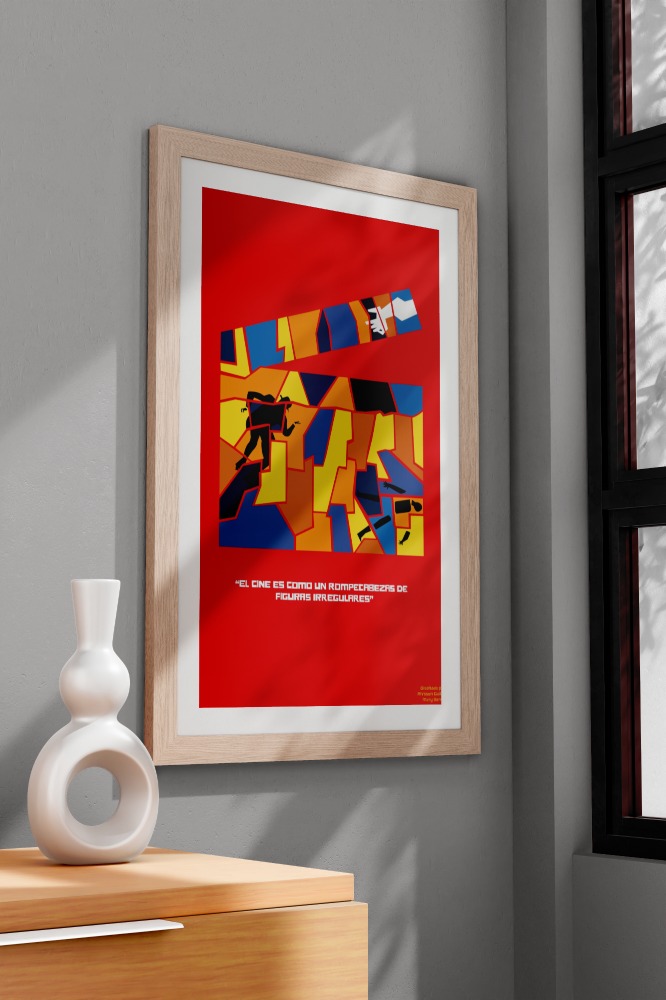 "EL CINE ES COMO UN ROMPECABEZAS DE
FIGURAS IRREGULARES"